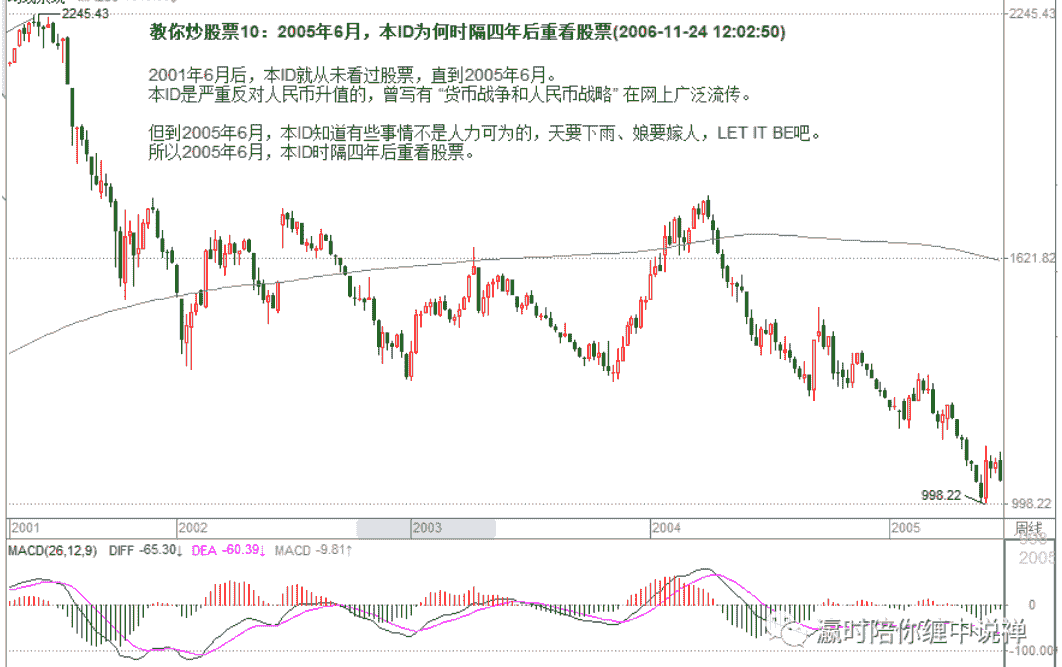 2245.43
2245.43
教你炒股票10：2005年6月，本ID为何时隔四年后重看股票(2006-11-24 12:02:50)
2001年6月后，本ID就从未看过股票，直到2005年6月。
本ID是严重反对人民币升值的，曾写有 “货币战争和人民币战略” 在网上广泛流传。
但到2005年6月，本ID知道有些事情不是人力可为的，天要下雨、娘要嫁人，LET IT BE吧。
所以2005年6月，本ID时隔四年后重看股票。
1621.82
998.22
998.22
2001 2002 2003 2004 2005 周线
2005
MACD(26,12,9) DIFF -65.30↓ DEA -60.39↓ MACD -9.81↑
0
瀛时陪你缠中说禅
-100.00